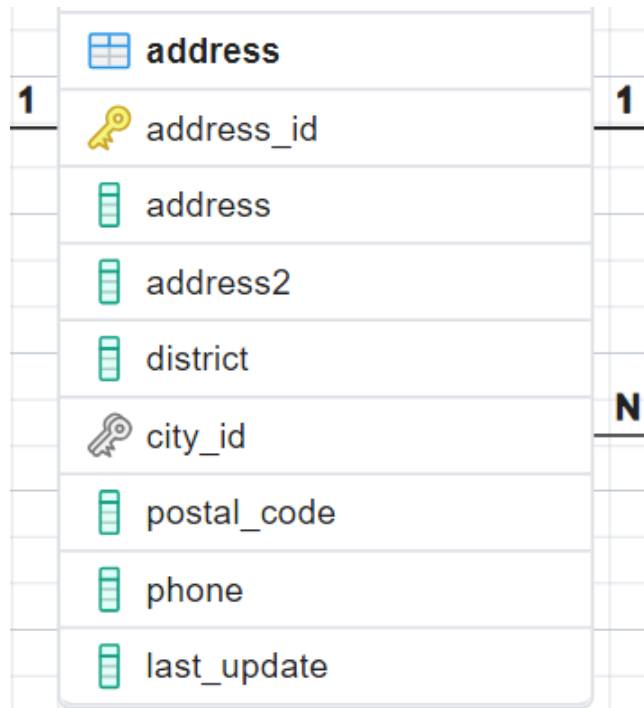 address
1
address_id
1
address
address2
district
city_id
N
postal_code
phone
last_update